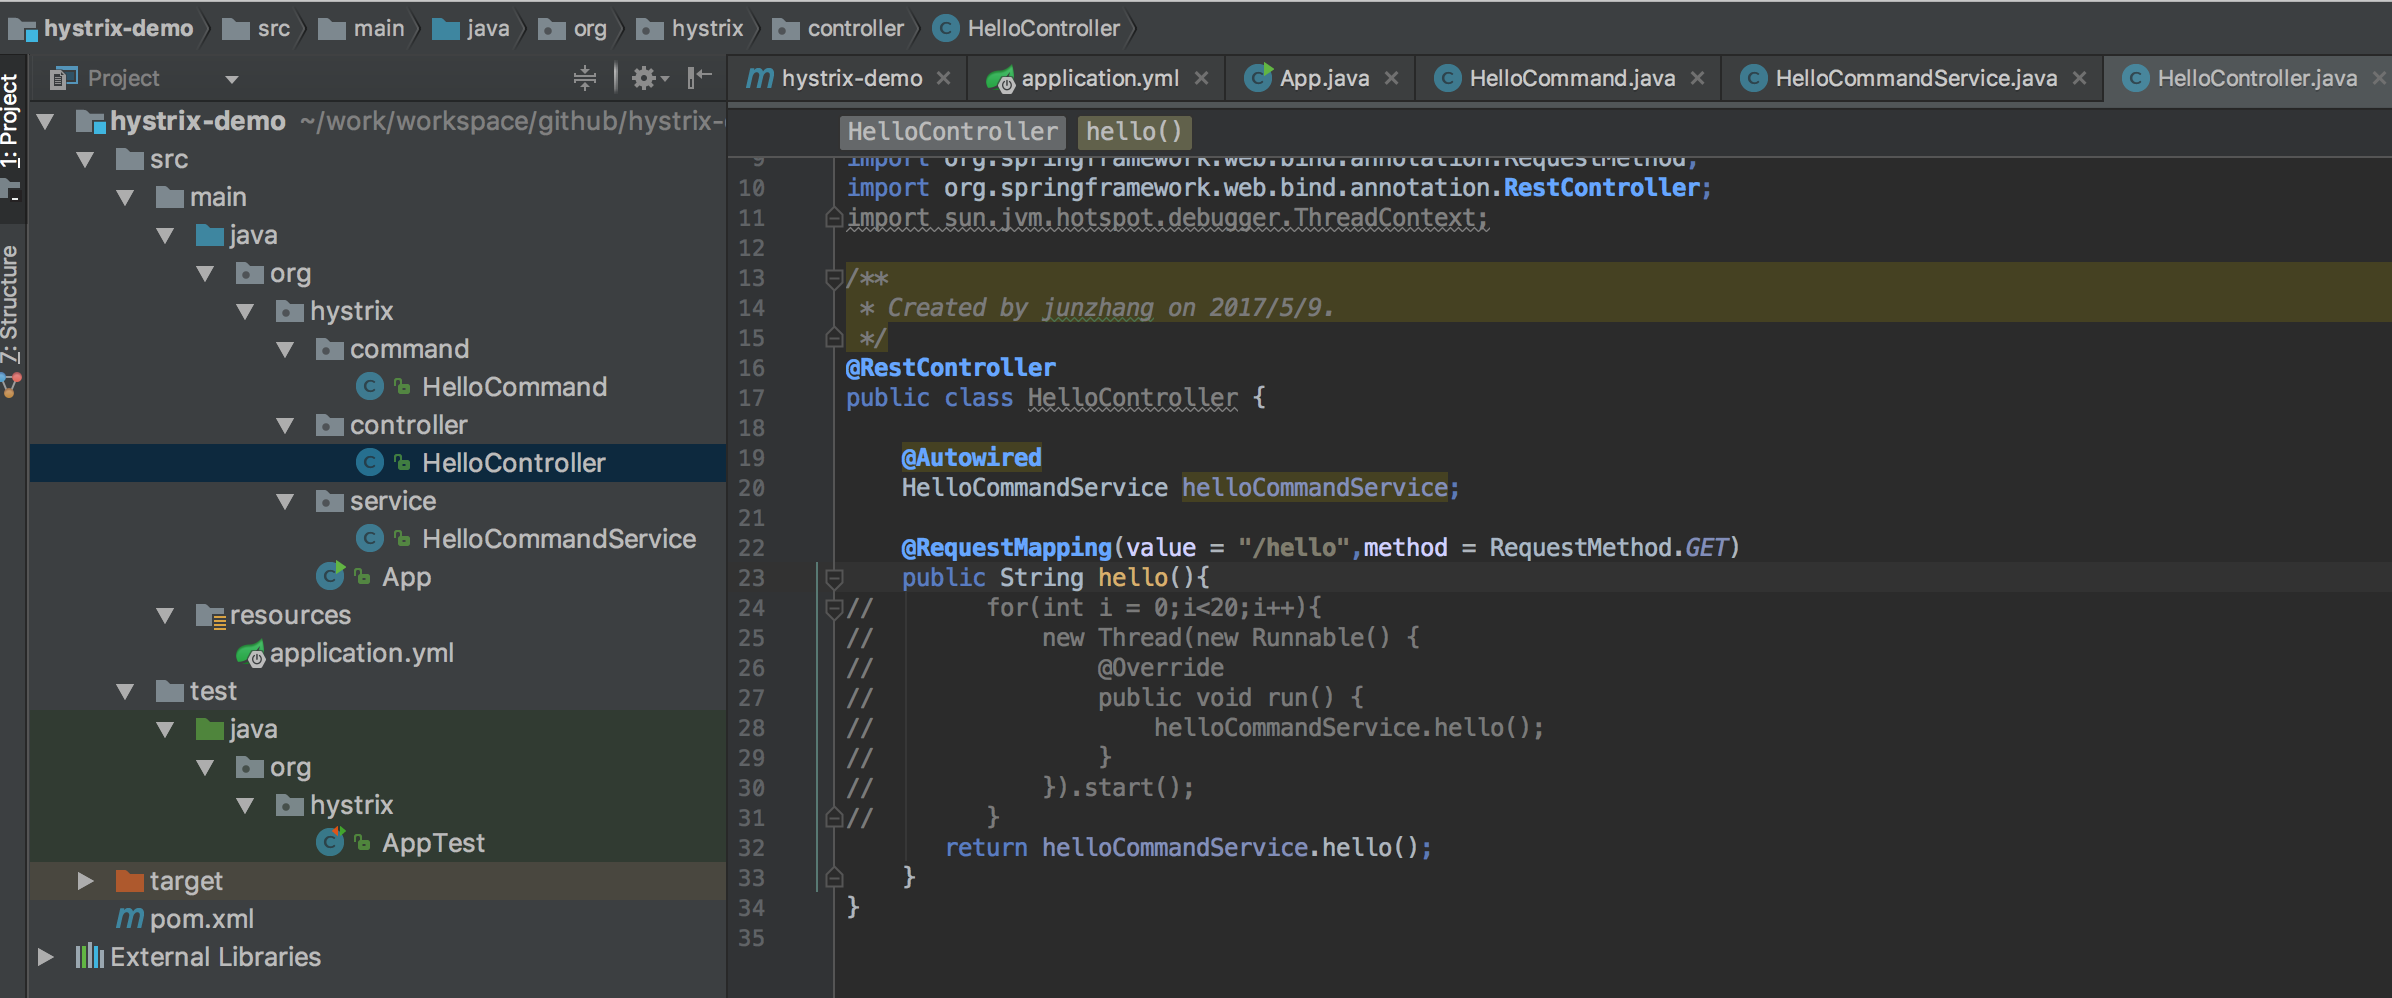 hystrix-demo src main java org hystrix controller HelloController
1: Project
7: Structure
Project
hystrix-demo ~/work/workspace/github/hystrix-
src
main
java
org
hystrix
command
HelloCommand
controller
HelloController
service
HelloCommandService
App
resources
application.yml
test
java
org
hystrix
AppTest
target
pom.xml
External Libraries
hystrix-demo application.yml App.java HelloCommand.java HelloCommandService.java HelloController.java
HelloController hello()
9 import org.springframework.web.bind.annotation.RequestMethod;
10 import org.springframework.web.bind.annotation.RestController;
11 import sun.jvm.hotspot.debugger.ThreadContext;
12
13 /**
14 * Created by junzhang on 2017/5/9.
15 */
16 @RestController
17 public class HelloController {
18
19 @Autowired
20 HelloCommandService helloCommandService;
21
22 @RequestMapping(value = "/hello",method = RequestMethod.GET)
23 public String hello(){
24 // for(int i = 0;i<20;i++){
25 // new Thread(new Runnable() {
26 // @Override
27 // public void run() {
28 // helloCommandService.hello();
29 // }
30 // }).start();
31 // }
32 return helloCommandService.hello();
33 }
34 }
35